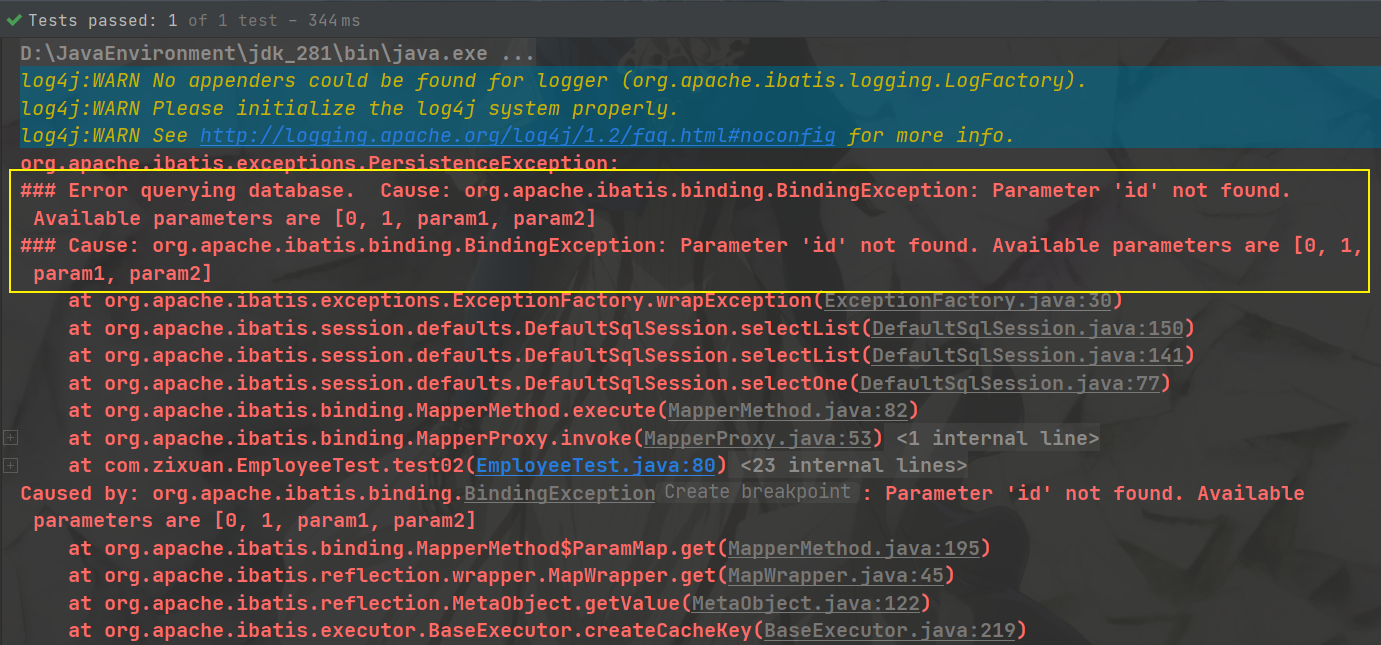 Tests passed: 1 of 1 test – 344 ms
D:\JavaEnvironment\jdk_281\bin\java.exe ...
log4j:WARN No appenders could be found for logger (org.apache.ibatis.logging.LogFactory).
log4j:WARN Please initialize the log4j system properly.
log4j:WARN See http://logging.apache.org/log4j/1.2/faq.html#noconfig for more info.
org.apache.ibatis.exceptions.PersistenceException:
### Error querying database.  Cause: org.apache.ibatis.binding.BindingException: Parameter 'id' not found.
Available parameters are [0, 1, param1, param2]
### Cause: org.apache.ibatis.binding.BindingException: Parameter 'id' not found. Available parameters are [0, 1,
param1, param2]
at org.apache.ibatis.exceptions.ExceptionFactory.wrapException(ExceptionFactory.java:30)
at org.apache.ibatis.session.defaults.DefaultSqlSession.selectList(DefaultSqlSession.java:150)
at org.apache.ibatis.session.defaults.DefaultSqlSession.selectList(DefaultSqlSession.java:141)
at org.apache.ibatis.session.defaults.DefaultSqlSession.selectOne(DefaultSqlSession.java:77)
at org.apache.ibatis.binding.MapperMethod.execute(MapperMethod.java:82)
at org.apache.ibatis.binding.MapperProxy.invoke(MapperProxy.java:53) <1 internal line>
at com.zixuan.EmployeeTest.test02(EmployeeTest.java:80) <23 internal lines>
Caused by: org.apache.ibatis.binding.BindingException Create breakpoint : Parameter 'id' not found. Available
parameters are [0, 1, param1, param2]
at org.apache.ibatis.binding.MapperMethod$ParamMap.get(MapperMethod.java:195)
at org.apache.ibatis.reflection.wrapper.MapWrapper.get(MapWrapper.java:45)
at org.apache.ibatis.reflection.MetaObject.getValue(MetaObject.java:122)
at org.apache.ibatis.executor.BaseExecutor.createCacheKey(BaseExecutor.java:219)